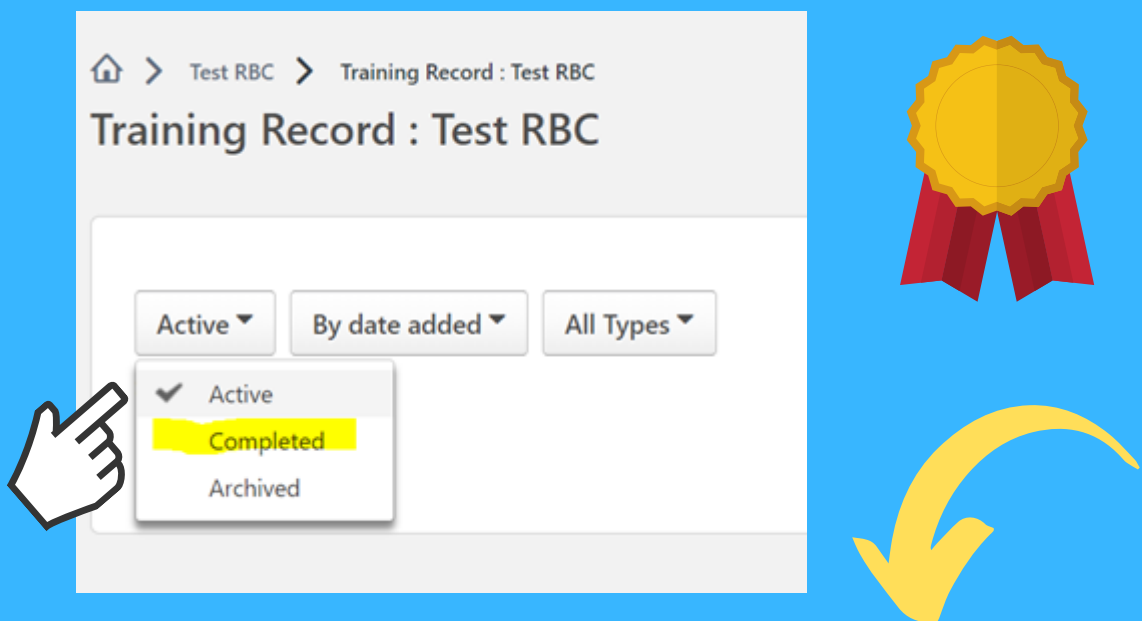 Test RBC Training Record : Test RBC
Training Record : Test RBC
Active By date added All Types
Active
Completed
Archived